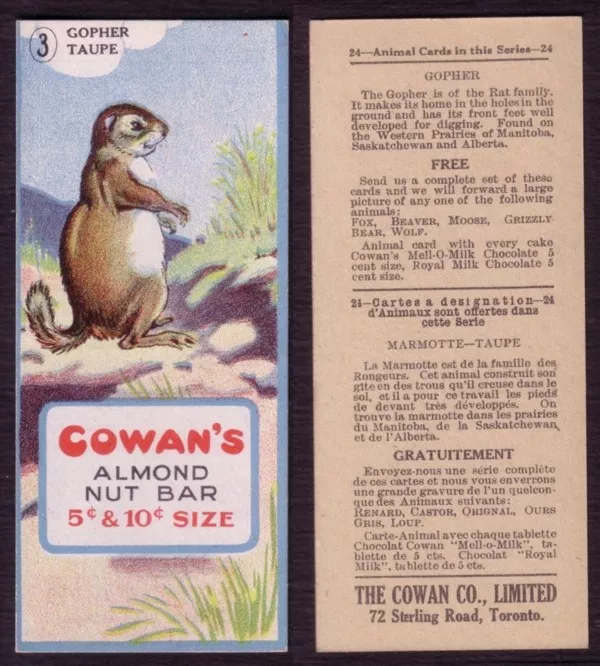 3
GOPHER
TAUPE
COWAN'S
ALMOND
NUT BAR
5¢ & 10¢ SIZE
24—Animal Cards in this Series—24
GOPHER
The Gopher is of the Rat family.
It makes its home in the holes in the
ground and has its front feet well
developed for digging. Found on
the Western Prairies of Manitoba,
Saskatchewan and Alberta.
FREE
Send us a complete set of these
cards and we will forward a large
picture of any one of the following
animals:
FOX, BEAVER, MOOSE, GRIZZLY
BEAR, WOLF.
Animal card with every cake
Cowan's Mell-O-Milk Chocolate 5
cent size, Royal Milk Chocolate 5
cent size.
24—Cartes a designation—24
d'Animaux sont offertes dans
cette Serie
MARMOTTE—TAUPE
La Marmotte est de la famille des
Rongeurs. Cet animal construit son
gite en des trous qu'il creuse dans le
sol, et il a pour ce travail les pieds
de devant très développés. On
trouve la marmotte dans les prairies
du Manitoba, de la Saskatchewan,
et de l'Alberta.
GRATUITEMENT
Envoyez-nous une série complète
de ces cartes et nous vous enverrons
une grande gravure de l'un quelcon-
que des Animaux suivants:
RENARD, CASTOR, ORIGNAL, OURS
GRIS, LOUP.
Carte-Animal avec chaque tablette
Chocolat Cowan "Mell-o-Milk", ta-
blette de 5 cts. Chocolat "Royal
Milk", tablette de 5 cts.
THE COWAN CO., LIMITED
72 Sterling Road, Toronto.